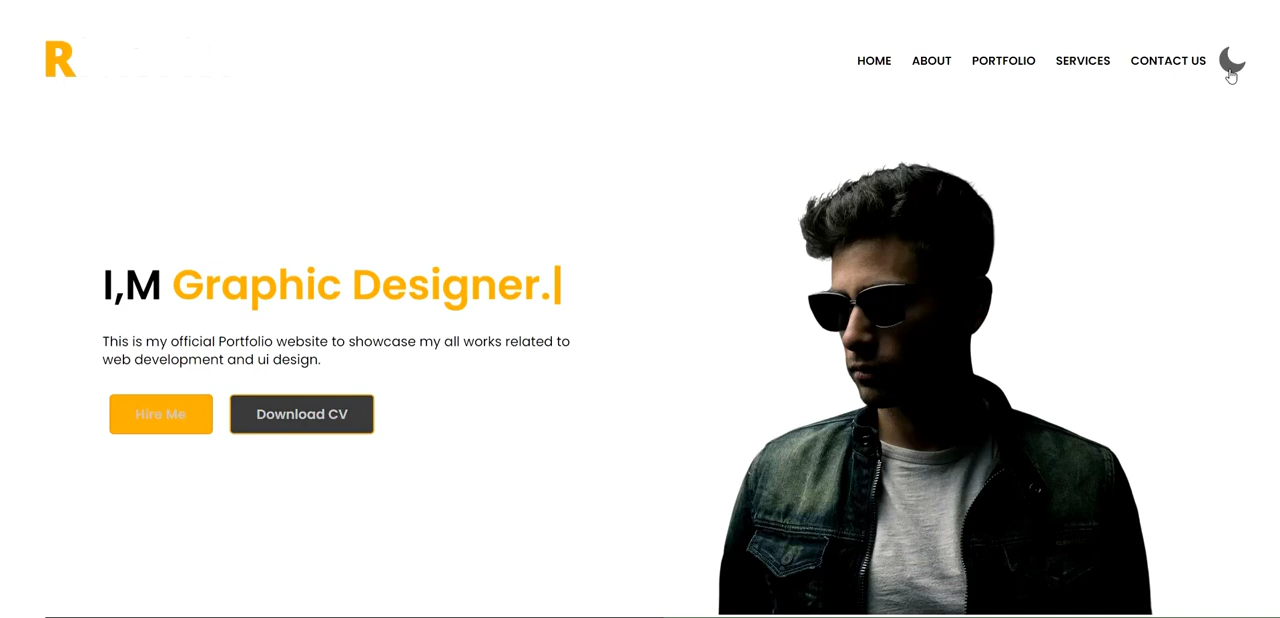 R
HOME ABOUT PORTFOLIO SERVICES CONTACT US
I,M Graphic Designer.
This is my official Portfolio website to showcase my all works related to
web development and ui design.
Hire Me Download CV